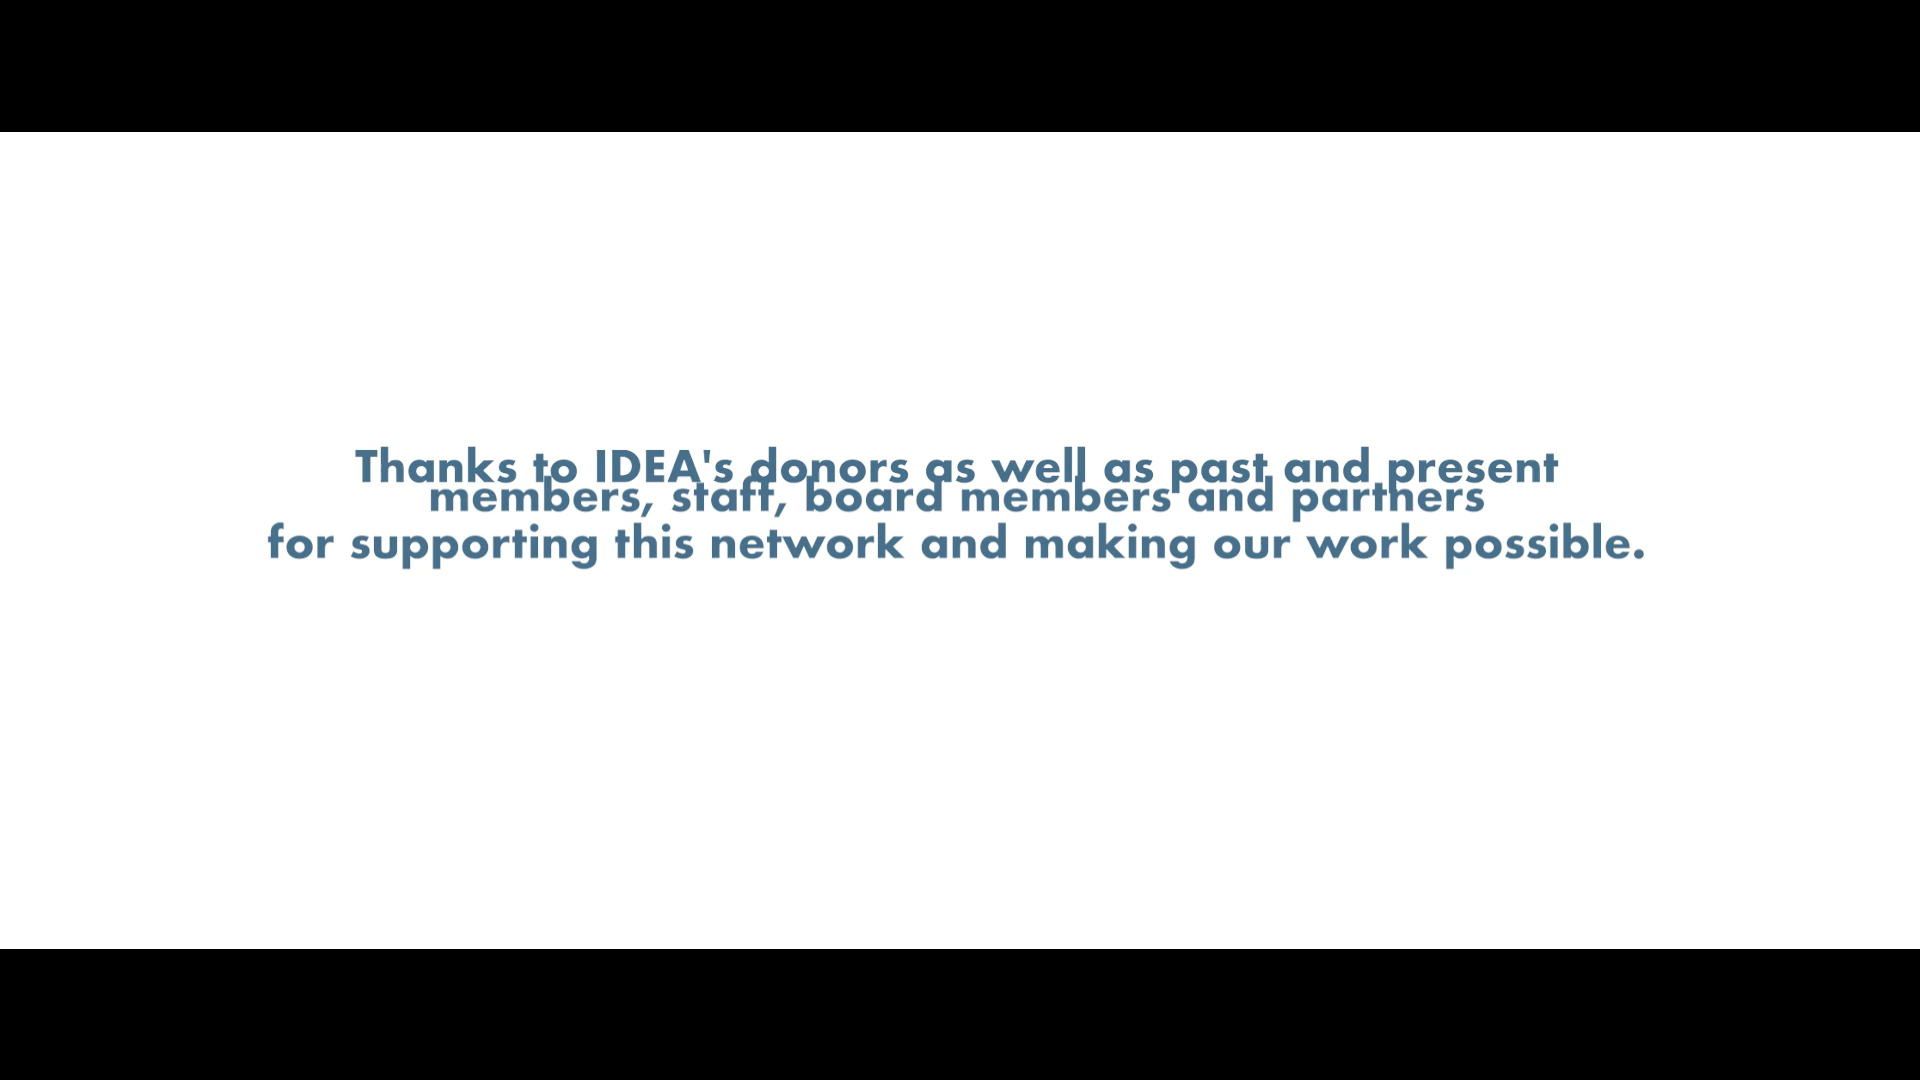 Thanks to IDEA's donors as well as past and present
members, staff, board members and partners
for supporting this network and making our work possible.